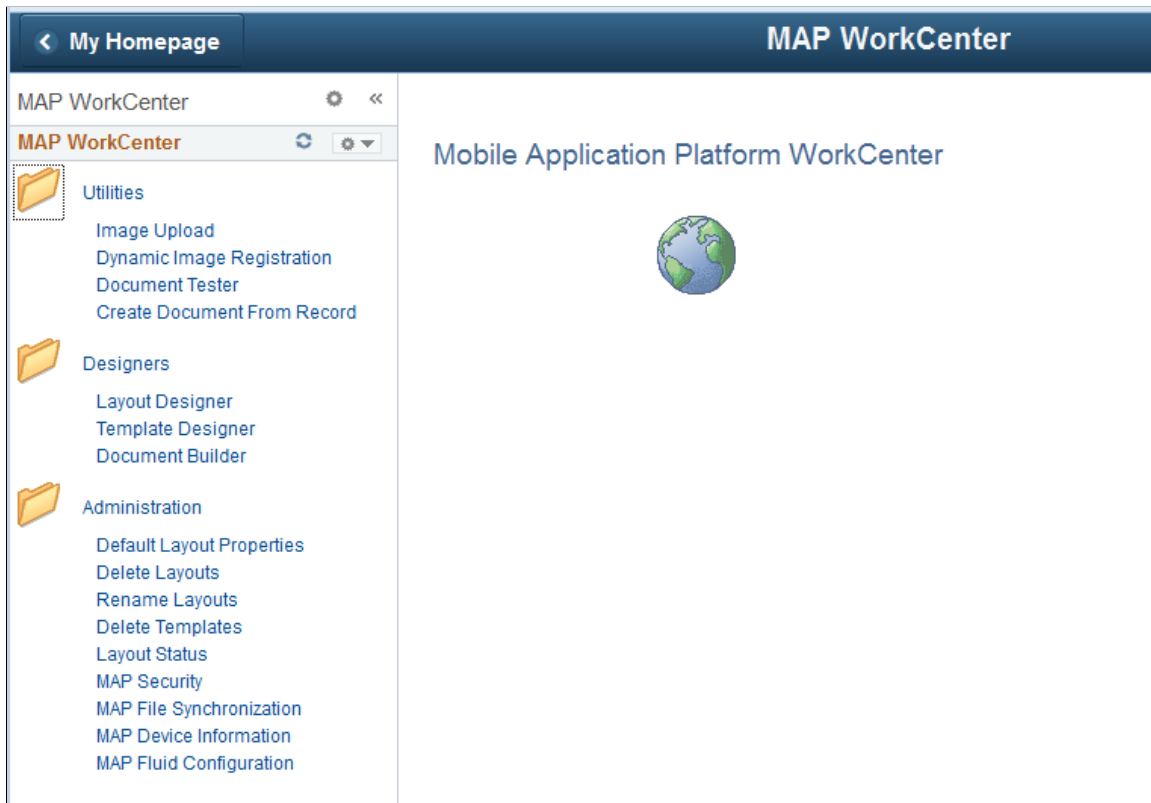 My Homepage
MAP WorkCenter
MAP WorkCenter
MAP WorkCenter
Utilities
Image Upload
Dynamic Image Registration
Document Tester
Create Document From Record
Designers
Layout Designer
Template Designer
Document Builder
Administration
Default Layout Properties
Delete Layouts
Rename Layouts
Delete Templates
Layout Status
MAP Security
MAP File Synchronization
MAP Device Information
MAP Fluid Configuration
Mobile Application Platform WorkCenter